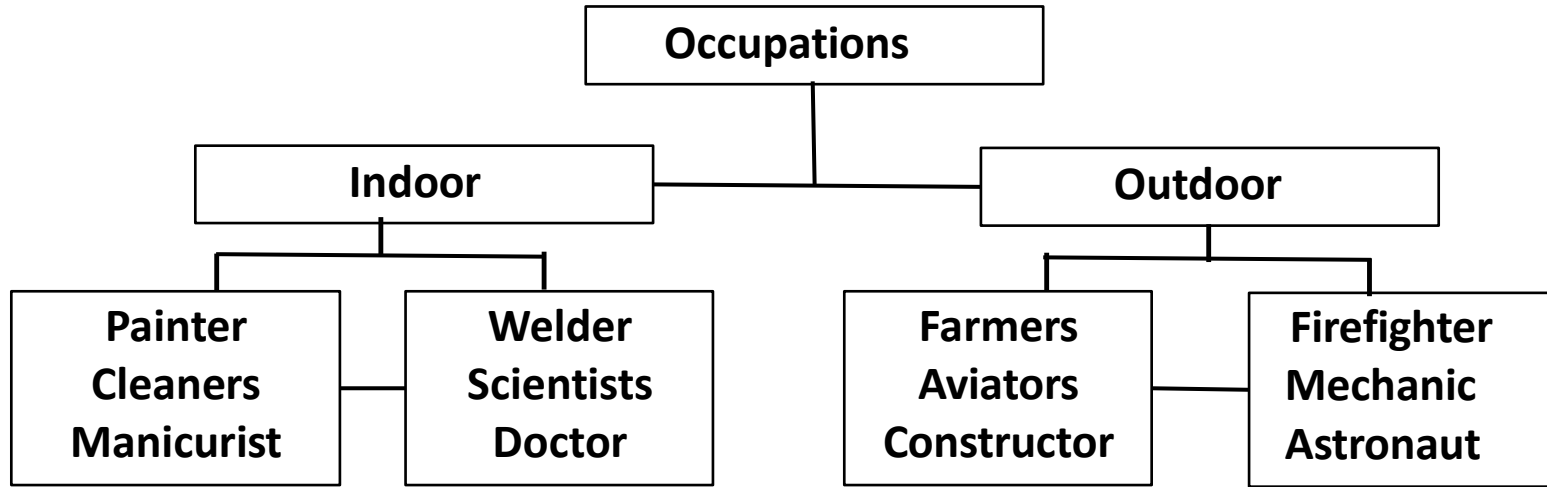 Occupations
Indoor
Outdoor
Painter
Cleaners
Manicurist
Welder
Scientists
Doctor
Farmers
Aviators
Constructor
Firefighter
Mechanic
Astronaut